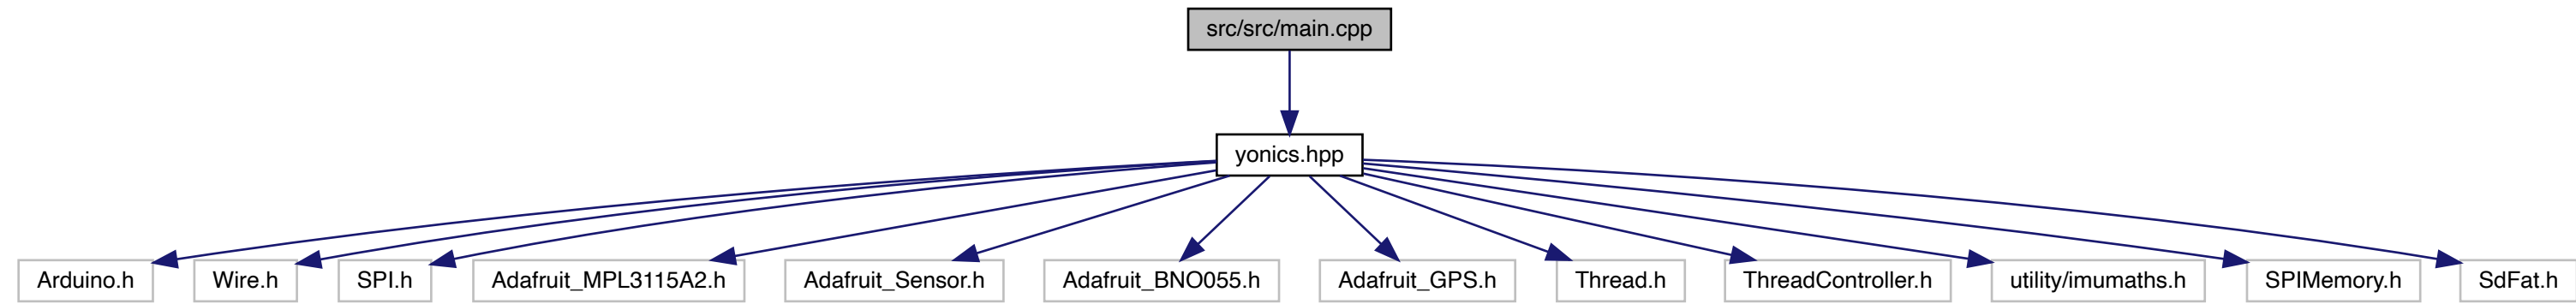 src/src/main.cpp
yonics.hpp
Arduino.h
Wire.h
SPI.h
Adafruit_MPL3115A2.h
Adafruit_Sensor.h
Adafruit_BNO055.h
Adafruit_GPS.h
Thread.h
ThreadController.h
utility/imumaths.h
SPIMemory.h
SdFat.h